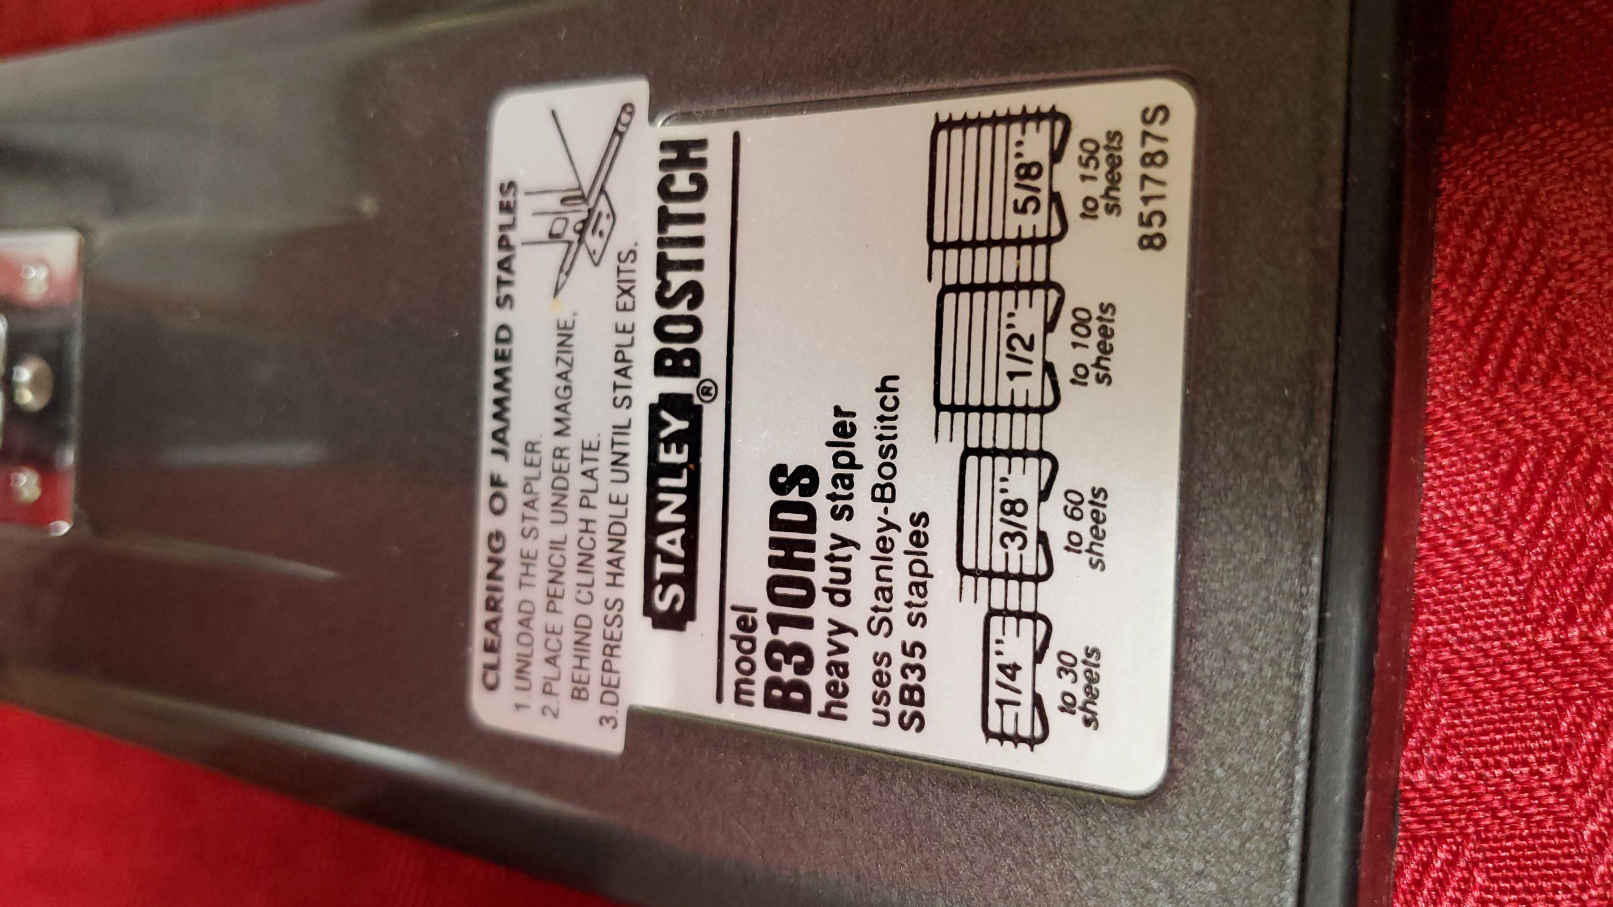 CLEARING OF JAMMED STAPLES
1. UNLOAD THE STAPLER.
2. PLACE PENCIL UNDER MAGAZINE,
BEHIND CLINCH PLATE.
3. DEPRESS HANDLE UNTIL STAPLE EXITS.
STANLEY® BOSTITCH
model
B310HDS
heavy duty stapler
uses Stanley-Bostitch
SB35 staples
1/4" 3/8" 1/2" 5/8"
to 30 to 60 to 100 to 150
sheets sheets sheets sheets
851787S